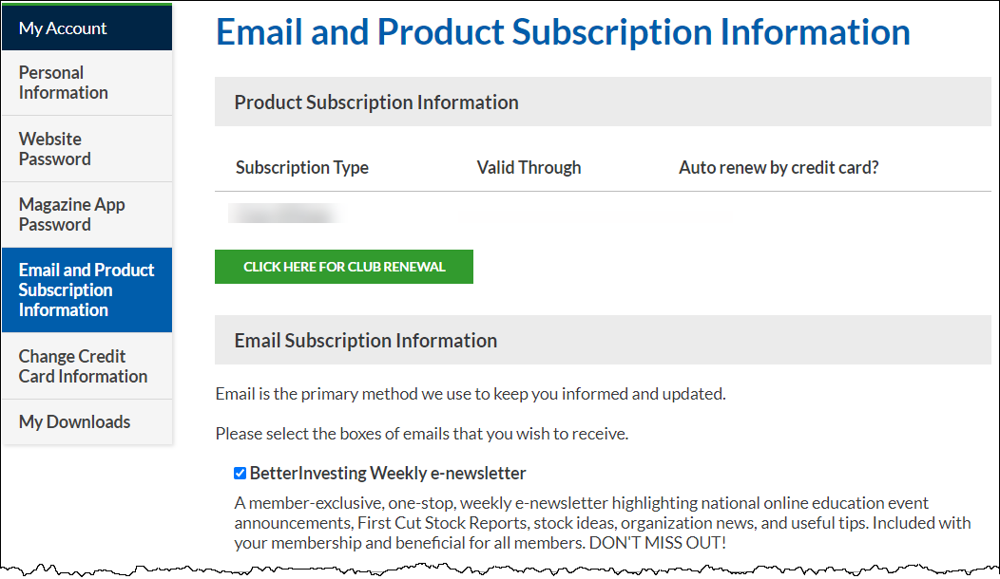 My Account
Personal
Information
Website
Password
Magazine App
Password
Email and Product
Subscription
Information
Change Credit
Card Information
My Downloads
Email and Product Subscription Information
Product Subscription Information
Subscription Type Valid Through Auto renew by credit card?
CLICK HERE FOR CLUB RENEWAL
Email Subscription Information
Email is the primary method we use to keep you informed and updated.
Please select the boxes of emails that you wish to receive.
BetterInvesting Weekly e-newsletter
A member-exclusive, one-stop, weekly e-newsletter highlighting national online education event
announcements, First Cut Stock Reports, stock ideas, organization news, and useful tips. Included with
your membership and beneficial for all members. DON'T MISS OUT!